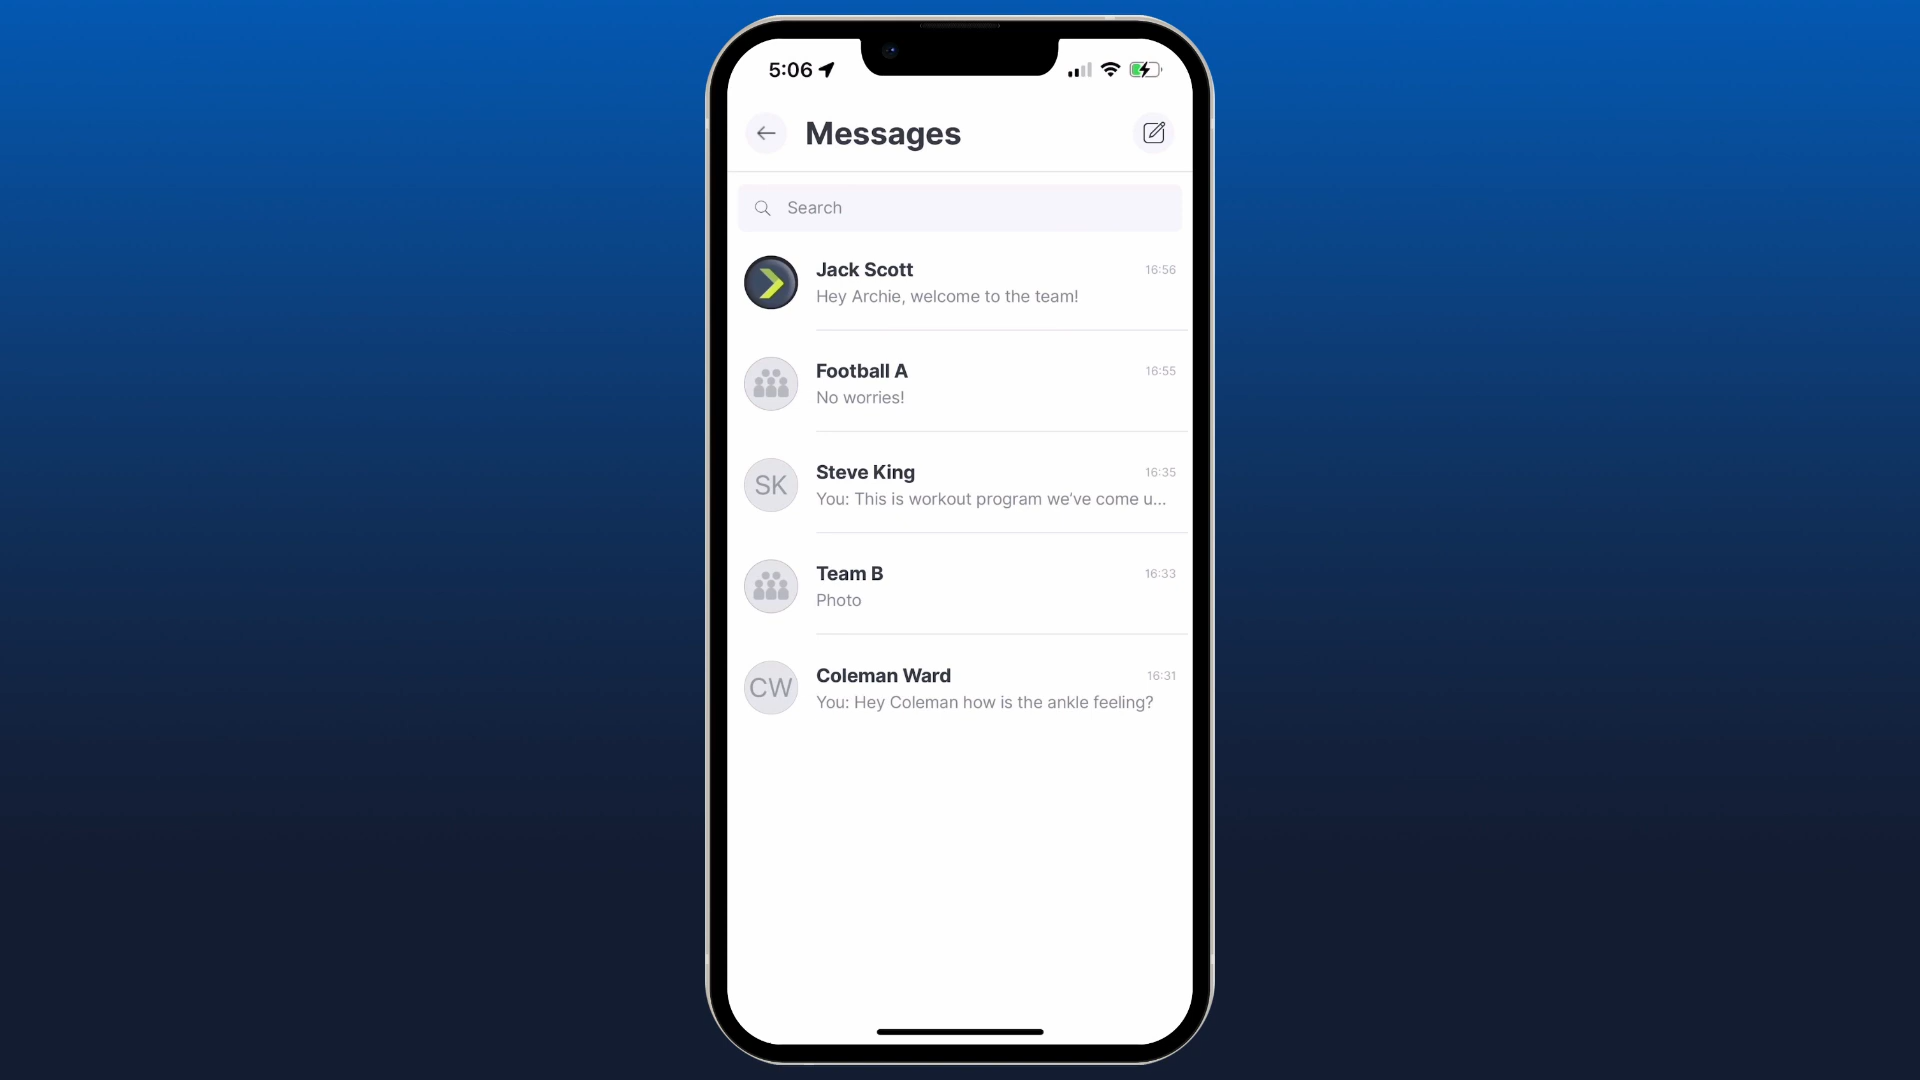 5:06
Messages
Search
Jack Scott 16:56
Hey Archie, welcome to the team!
Football A 16:55
No worries!
SK Steve King 16:35
You: This is workout program we've come u...
Team B 16:33
Photo
CW Coleman Ward 16:31
You: Hey Coleman how is the ankle feeling?